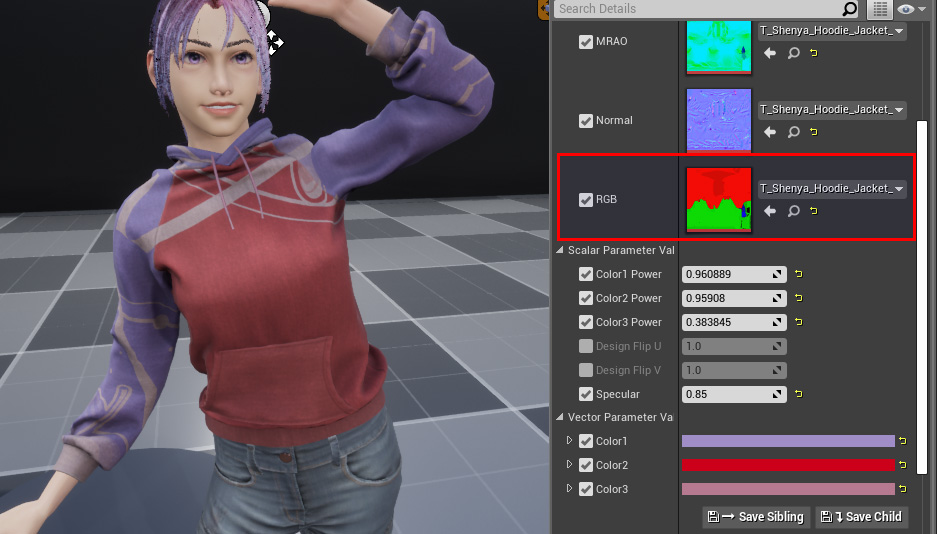 Search Details
MRAO
T_Shenya_Hoodie_Jacket_
Normal
T_Shenya_Hoodie_Jacket_
RGB
T_Shenya_Hoodie_Jacket_
Scalar Parameter Val
Color1 Power 0.960889
Color2 Power 0.95908
Color3 Power 0.383845
Design Flip U 1.0
Design Flip V 1.0
Specular 0.85
Vector Parameter Va
Color1
Color2
Color3
Save Sibling Save Child